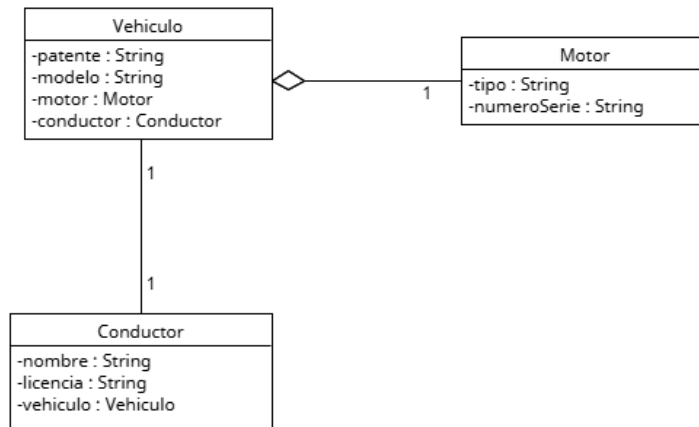 Vehiculo
-patente : String
-modelo : String
-motor : Motor
-conductor : Conductor
Motor
-tipo : String
-numeroSerie : String
1
1
1
Conductor
-nombre : String
-licencia : String
-vehiculo : Vehiculo